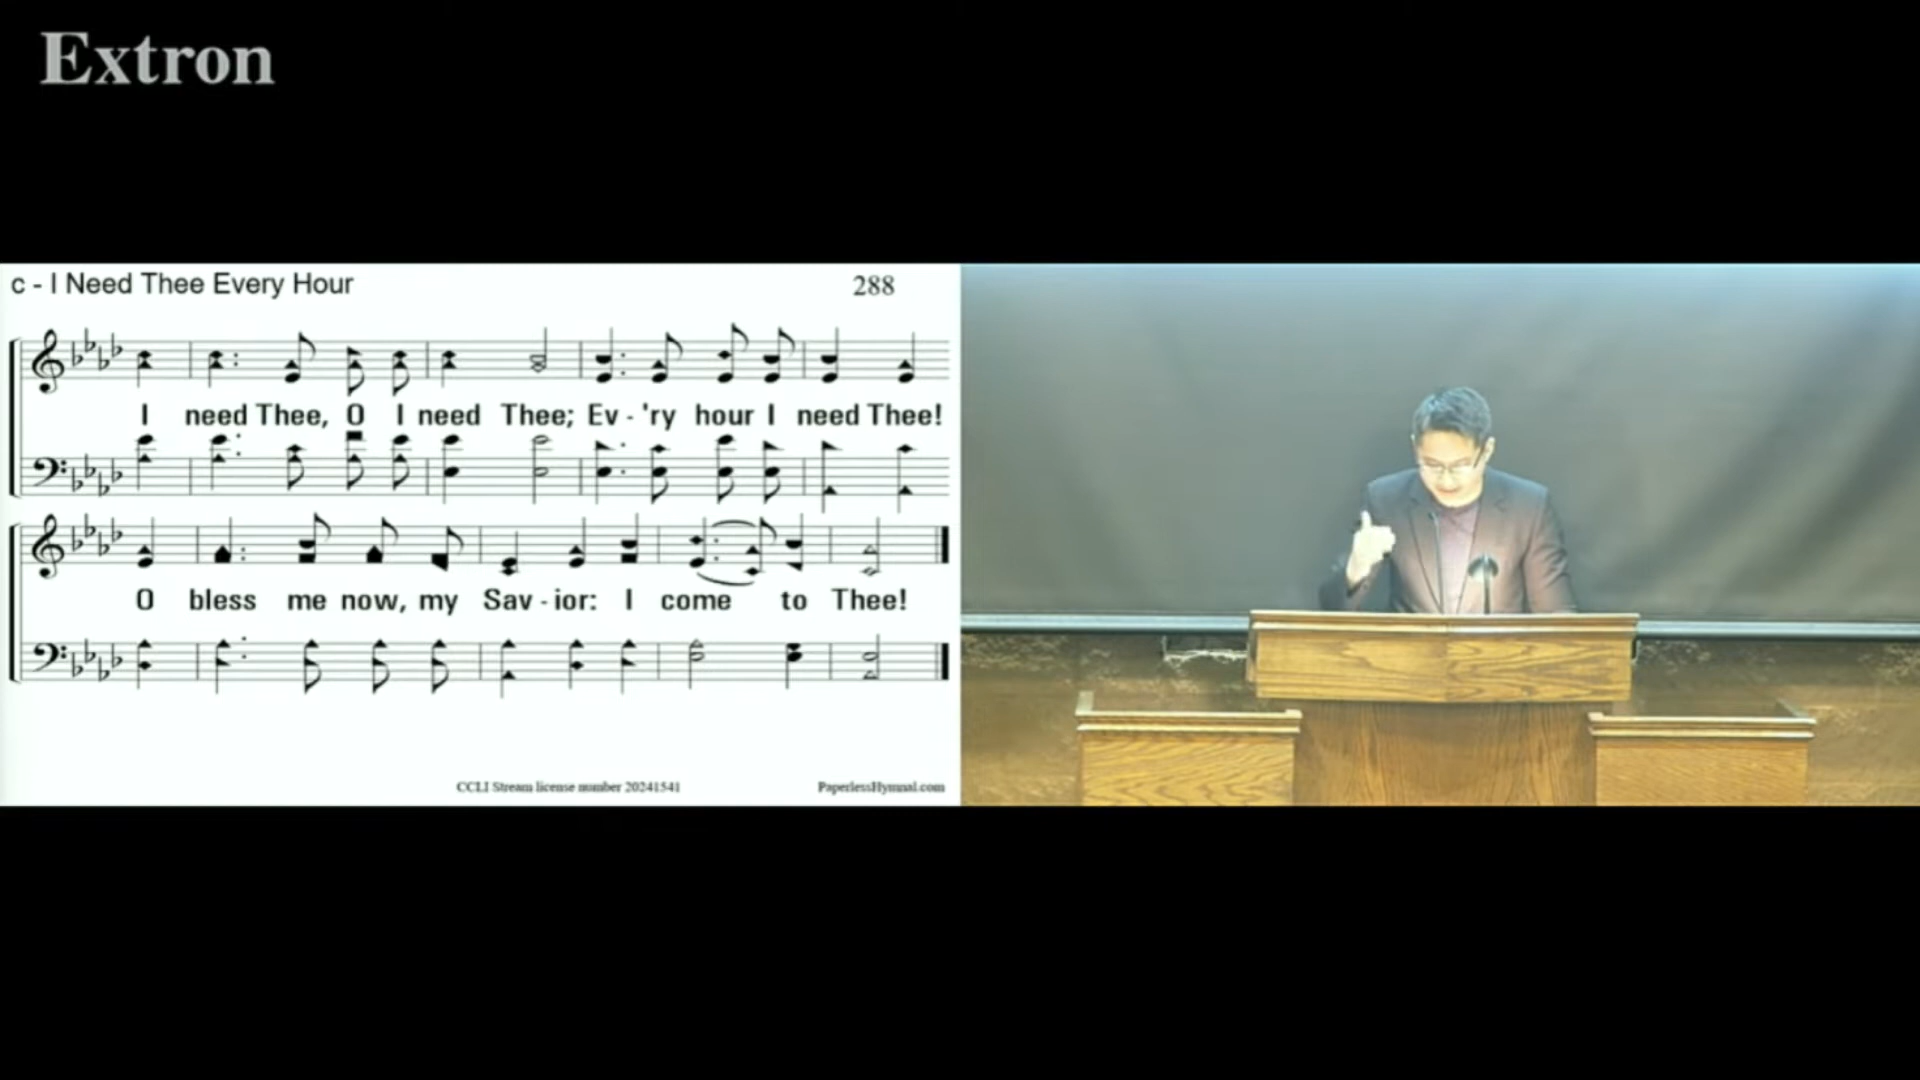 Extron
c - I Need Thee Every Hour 288
I need Thee, O I need Thee; Ev - 'ry hour I need Thee!
O bless me now, my Sav - ior: I come to Thee!
CCLI Stream license number 20241541 PaperlessHymnal.com